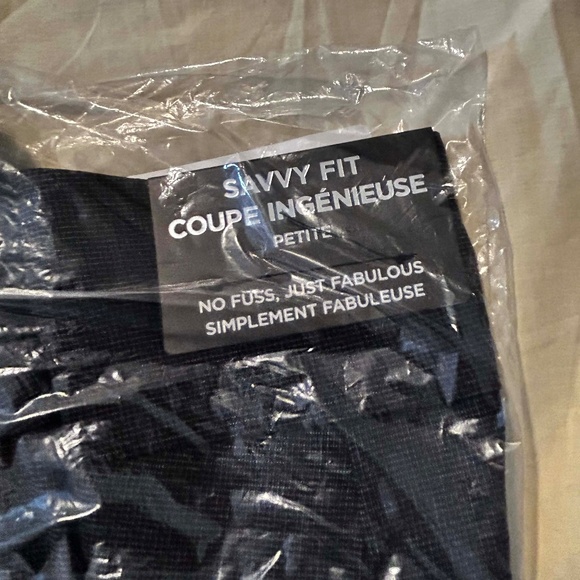 SAVVY FIT
COUPE INGÉNIEUSE
PETITE
NO FUSS, JUST FABULOUS
SIMPLEMENT FABULEUSE